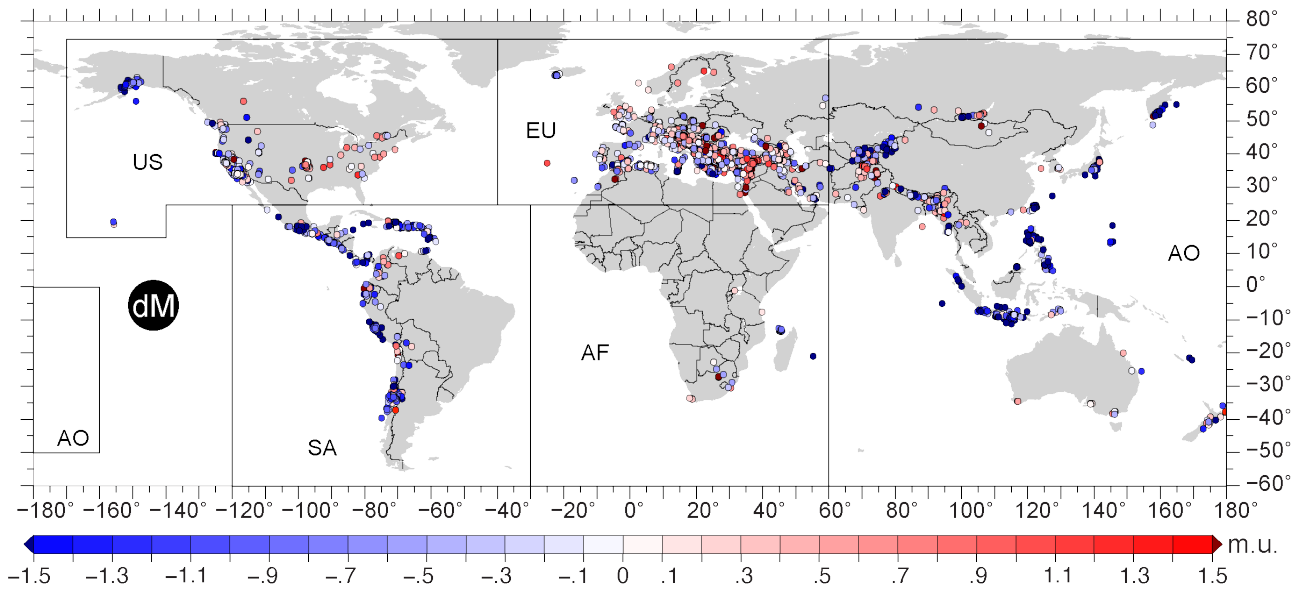 80°
70°
60°
50°
40°
30°
20°
10°
0°
−10°
−20°
−30°
−40°
−50°
−60°
EU
US
AO
dM
AF
AO
SA
−180° −160° −140° −120° −100° −80° −60° −40° −20° 0° 20° 40° 60° 80° 100° 120° 140° 160° 180°
m.u.
−1.5 −1.3 −1.1 −.9 −.7 −.5 −.3 −.1 0 .1 .3 .5 .7 .9 1.1 1.3 1.5